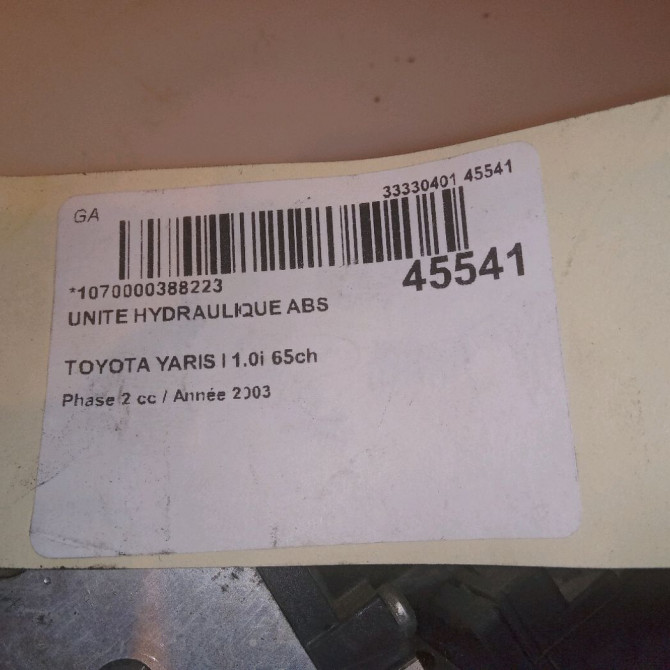 GA
33330401 45541
*1070000388223
45541
UNITE HYDRAULIQUE ABS
TOYOTA YARIS I 1.0i 65ch
Phase 2 cc / Année 2003